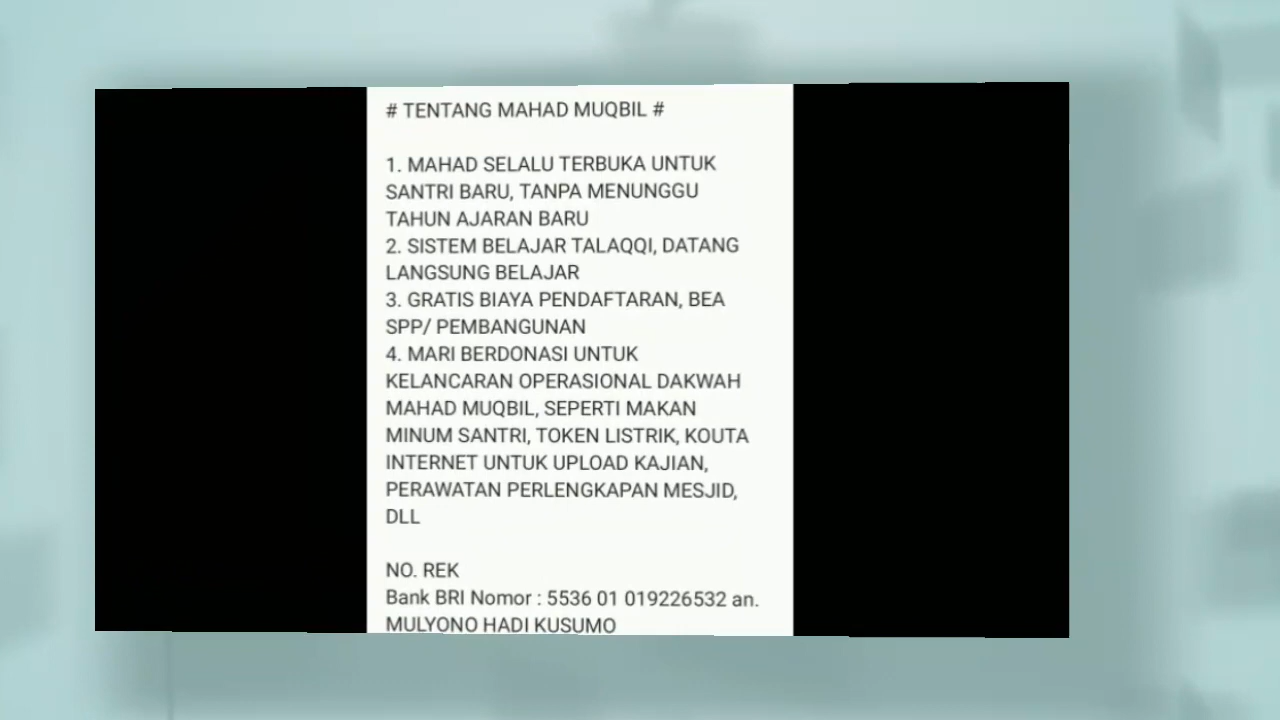 # TENTANG MAHAD MUQBIL #
1. MAHAD SELALU TERBUKA UNTUK
SANTRI BARU, TANPA MENUNGGU
TAHUN AJARAN BARU
2. SISTEM BELAJAR TALAQQI, DATANG
LANGSUNG BELAJAR
3. GRATIS BIAYA PENDAFTARAN, BEA
SPP/ PEMBANGUNAN
4. MARI BERDONASI UNTUK
KELANCARAN OPERASIONAL DAKWAH
MAHAD MUQBIL, SEPERTI MAKAN
MINUM SANTRI, TOKEN LISTRIK, KOUTA
INTERNET UNTUK UPLOAD KAJIAN,
PERAWATAN PERLENGKAPAN MESJID,
DLL
NO. REK
Bank BRI Nomor : 5536 01 019226532 an.
MULYONO HADI KUSUMO